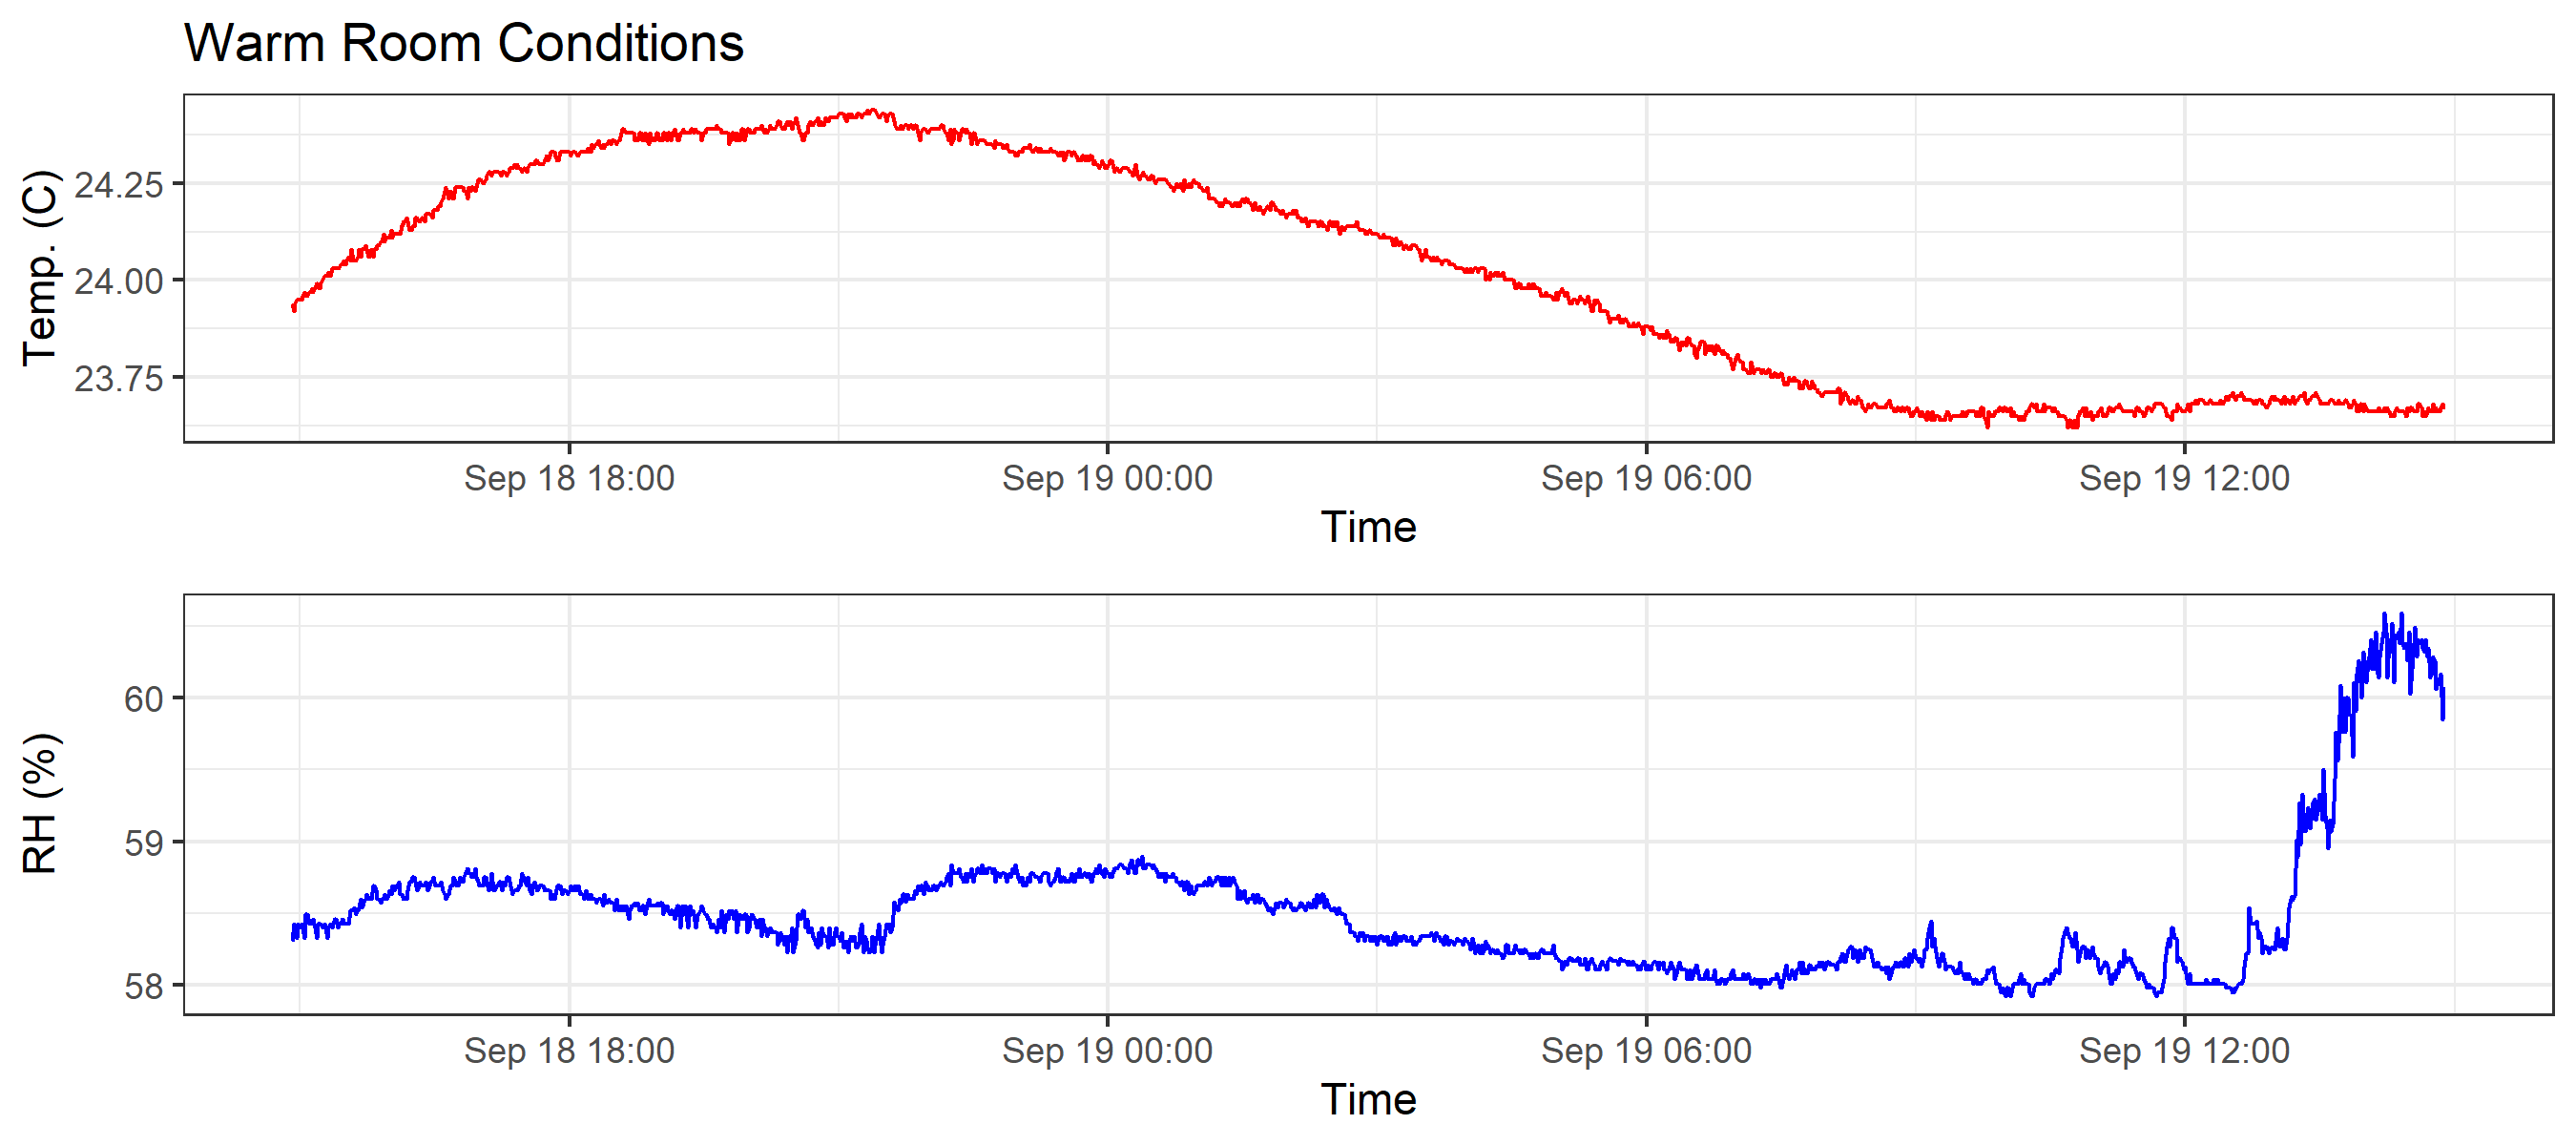 Warm Room Conditions
Temp. (C)
24.25
24.00
23.75
Sep 18 18:00 Sep 19 00:00 Sep 19 06:00 Sep 19 12:00
Time
RH (%)
60
59
58
Sep 18 18:00 Sep 19 00:00 Sep 19 06:00 Sep 19 12:00
Time